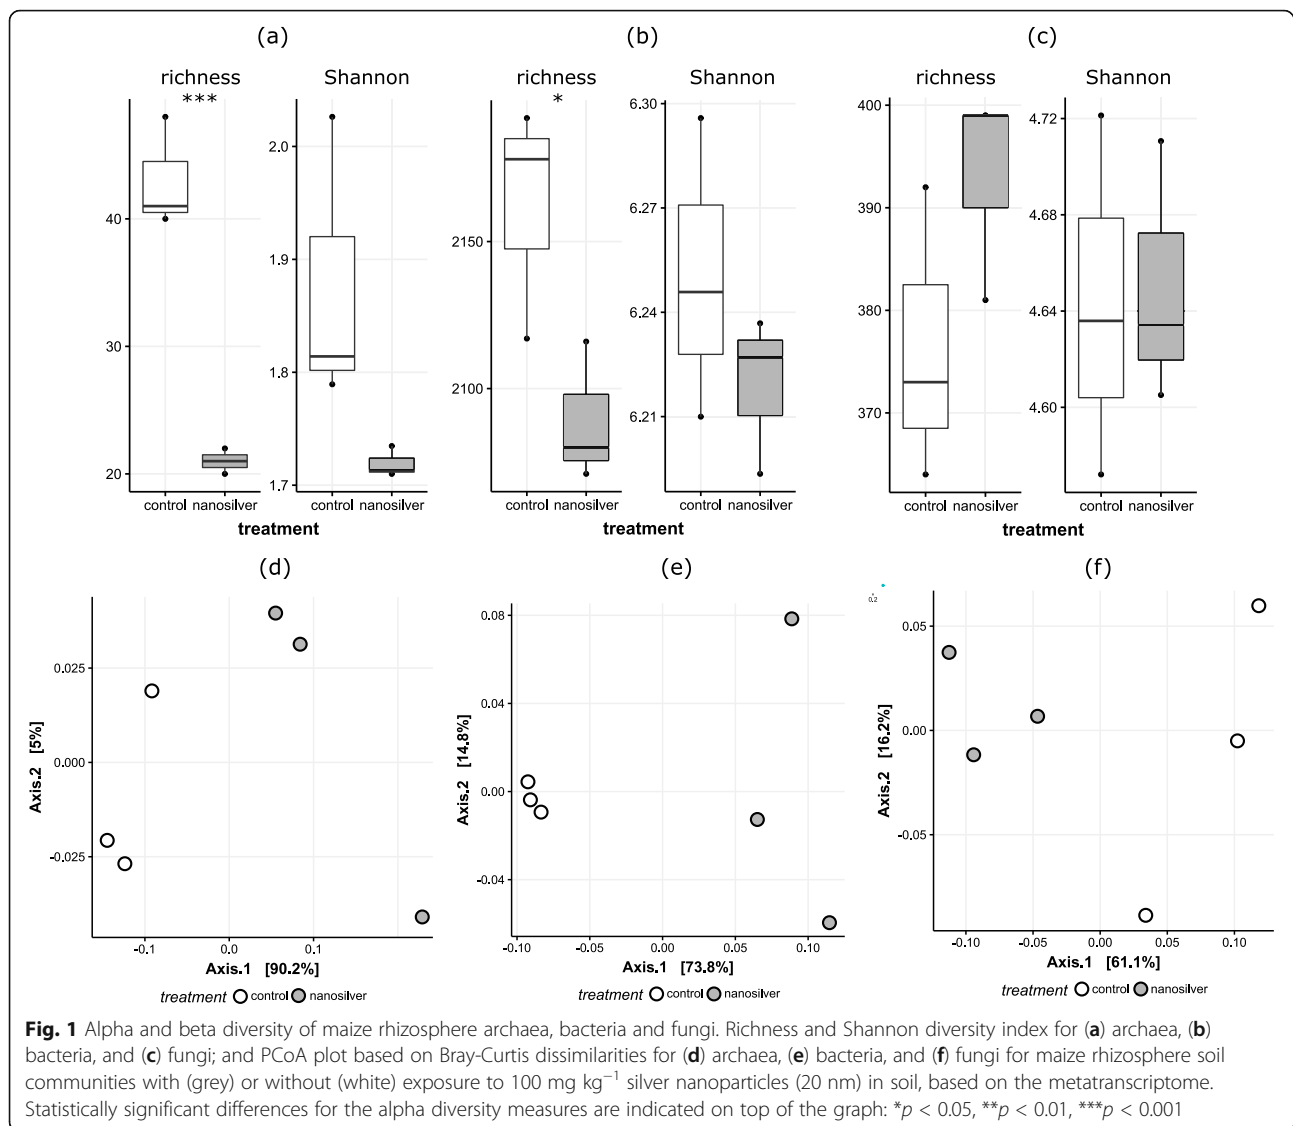 (a) (b) (c)
richness Shannon richness Shannon richness Shannon
*** *
40
30
20
2.0
1.9
1.8
1.7
2150
2100
6.30
6.27
6.24
6.21
400
390
380
370
4.72
4.68
4.64
4.60
control nanosilver control nanosilver control nanosilver control nanosilver control nanosilver control nanosilver
treatment treatment treatment
(d) (e) (f)
Axis.2 [5%]
0.025
0.000
-0.025
-0.1 0.0 0.1
Axis.1 [90.2%]
treatment control nanosilver
Axis.2 [14.8%]
0.08
0.04
0.00
-0.04
-0.10 -0.05 0.00 0.05 0.10
Axis.1 [73.8%]
treatment control nanosilver
0.2
Axis.2 [16.2%]
0.05
0.00
-0.05
-0.10 -0.05 0.00 0.05 0.10
Axis.1 [61.1%]
treatment control nanosilver
Fig. 1 Alpha and beta diversity of maize rhizosphere archaea, bacteria and fungi. Richness and Shannon diversity index for (a) archaea, (b)
bacteria, and (c) fungi; and PCoA plot based on Bray-Curtis dissimilarities for (d) archaea, (e) bacteria, and (f) fungi for maize rhizosphere soil
communities with (grey) or without (white) exposure to 100 mg kg⁻¹ silver nanoparticles (20 nm) in soil, based on the metatranscriptome.
Statistically significant differences for the alpha diversity measures are indicated on top of the graph: *p < 0.05, **p < 0.01, ***p < 0.001